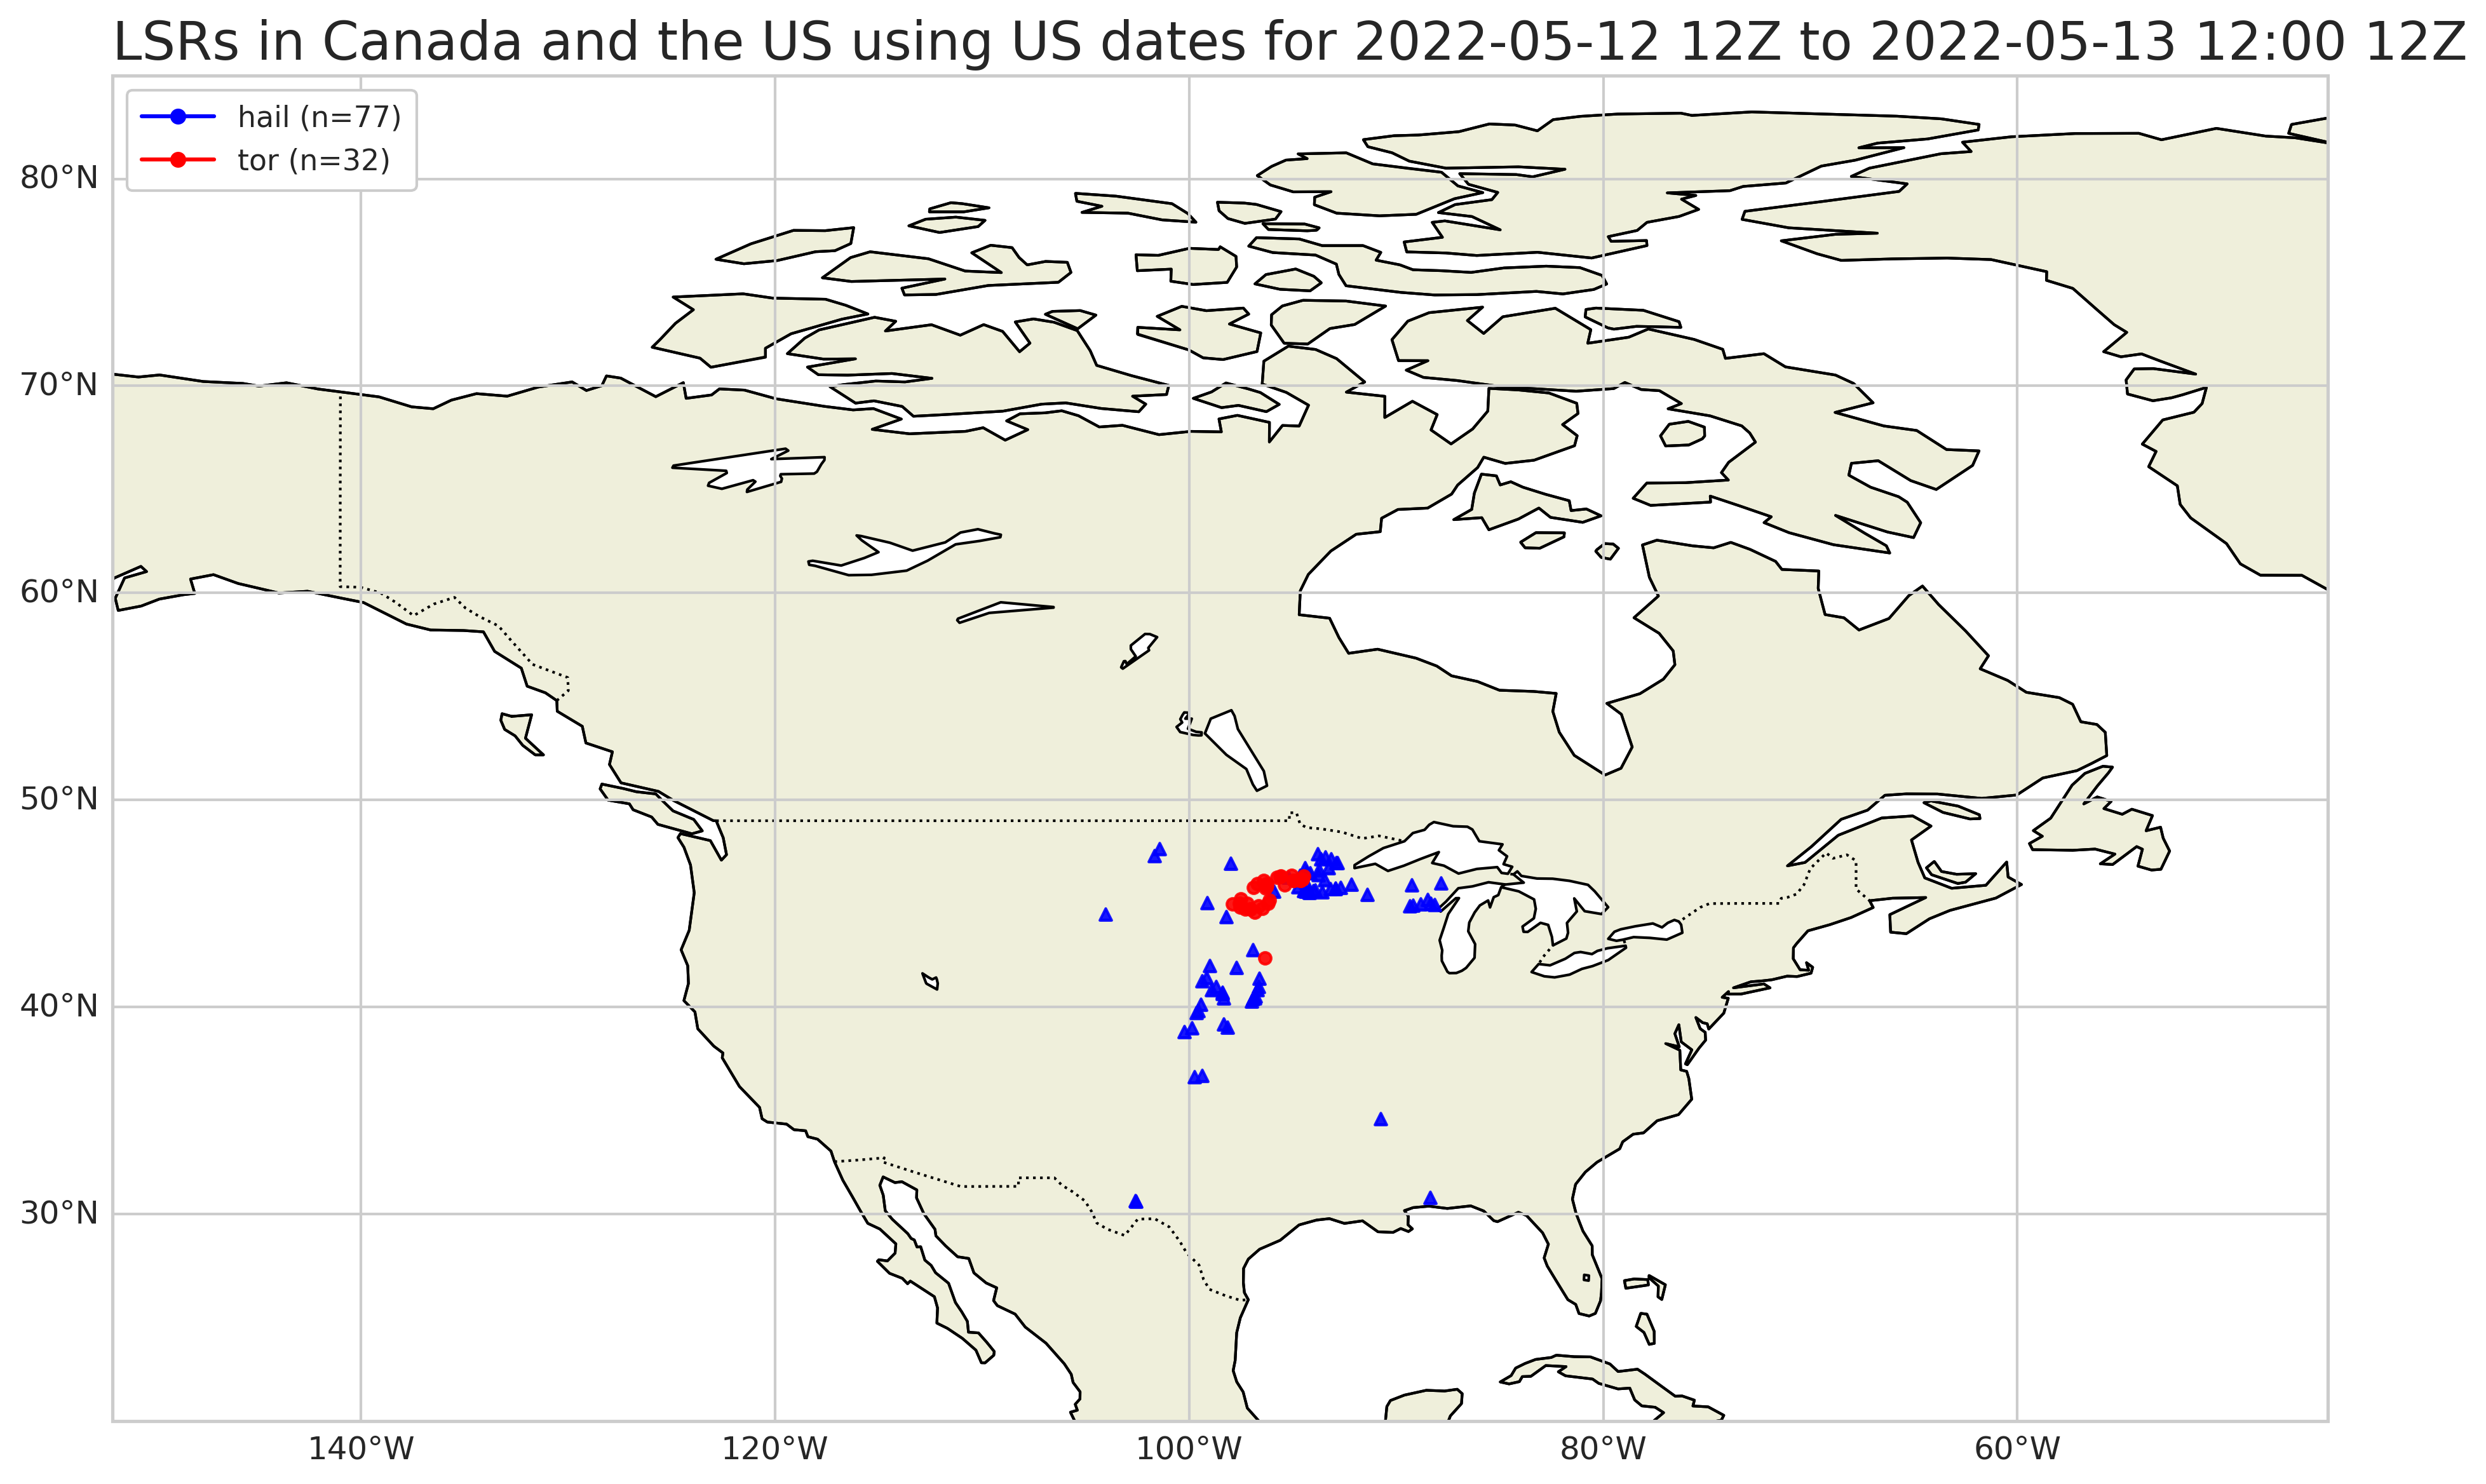 LSRs in Canada and the US using US dates for 2022-05-12 12Z to 2022-05-13 12:00 12Z
hail (n=77)
tor (n=32)
80°N
70°N
60°N
50°N
40°N
30°N
140°W 120°W 100°W 80°W 60°W